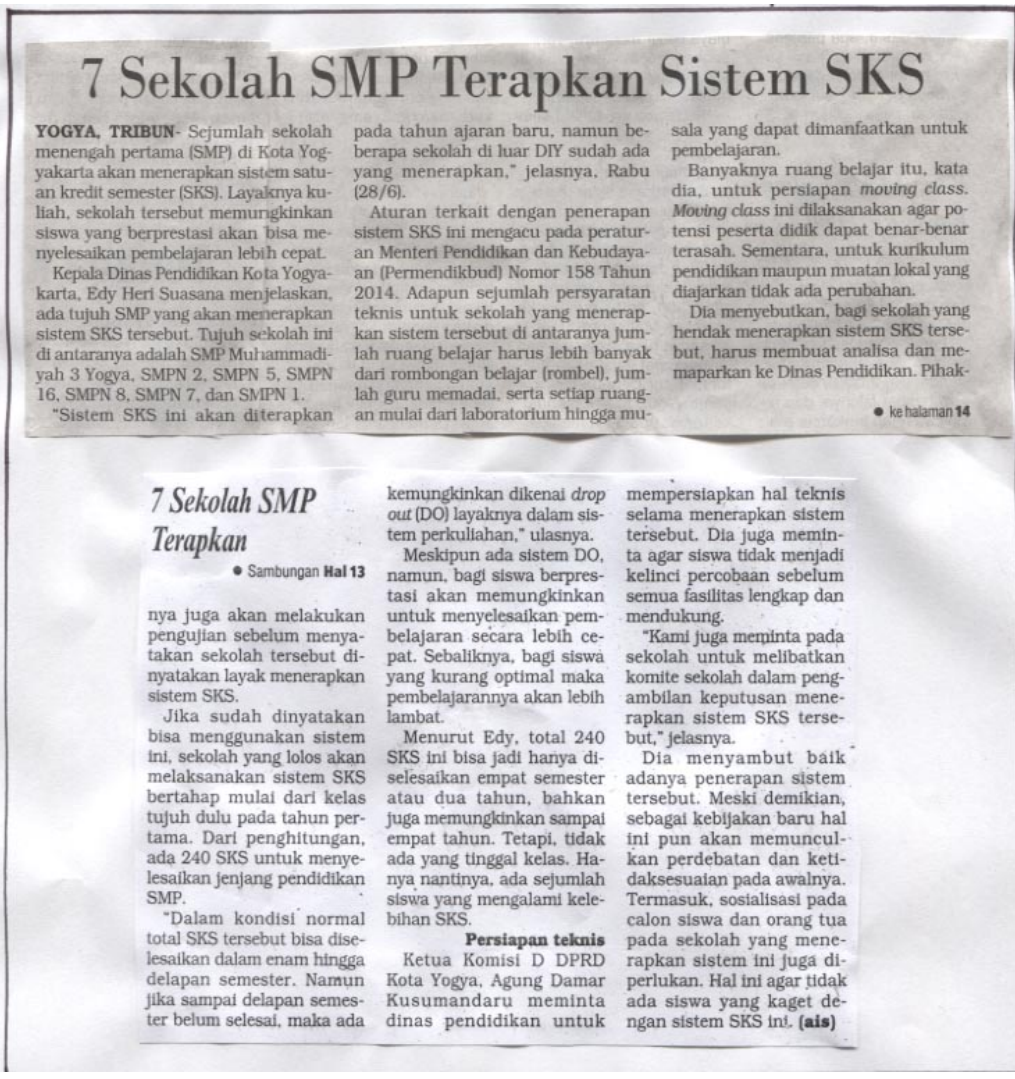 7 Sekolah SMP Terapkan Sistem SKS
YOGYA, TRIBUN- Sejumlah sekolah
menengah pertama (SMP) di Kota Yog-
yakarta akan menerapkan sistem satu-
an kredit semester (SKS). Layaknya ku-
liah, sekolah tersebut memungkinkan
siswa yang berprestasi akan bisa me-
nyelesaikan pembelajaran lebih cepat.
Kepala Dinas Pendidikan Kota Yogya-
karta, Edy Heri Suasana menjelaskan,
ada tujuh SMP yang akan menerapkan
sistem SKS tersebut. Tujuh sekolah ini
di antaranya adalah SMP Muhammadi-
yah 3 Yogya, SMPN 2, SMPN 5, SMPN
16, SMPN 8, SMPN 7, dan SMPN 1.
"Sistem SKS ini akan diterapkan
pada tahun ajaran baru, namun be-
berapa sekolah di luar DIY sudah ada
yang menerapkan," jelasnya, Rabu
(28/6).
Aturan terkait dengan penerapan
sistem SKS ini mengacu pada peratur-
an Menteri Pendidikan dan Kebudaya-
an (Permendikbud) Nomor 158 Tahun
2014. Adapun sejumlah persyaratan
teknis untuk sekolah yang menerap-
kan sistem tersebut di antaranya jum-
lah ruang belajar harus lebih banyak
dari rombongan belajar (rombel), jum-
lah guru memadai, serta setiap ruang-
an mulai dari laboratorium hingga mu-
sala yang dapat dimanfaatkan untuk
pembelajaran.
Banyaknya ruang belajar itu, kata
dia, untuk persiapan moving class.
Moving class ini dilaksanakan agar po-
tensi peserta didik dapat benar-benar
terasah. Sementara, untuk kurikulum
pendidikan maupun muatan lokal yang
diajarkan tidak ada perubahan.
Dia menyebutkan, bagi sekolah yang
hendak menerapkan sistem SKS terse-
but, harus membuat analisa dan me-
maparkan ke Dinas Pendidikan. Pihak-
● ke halaman 14
7 Sekolah SMP
Terapkan
● Sambungan Hal 13
nya juga akan melakukan
pengujian sebelum menya-
takan sekolah tersebut di-
nyatakan layak menerapkan
sistem SKS.
Jika sudah dinyatakan
bisa menggunakan sistem
ini, sekolah yang lolos akan
melaksanakan sistem SKS
bertahap mulai dari kelas
tujuh dulu pada tahun per-
tama. Dari penghitungan,
ada 240 SKS untuk menye-
lesaikan jenjang pendidikan
SMP.
"Dalam kondisi normal
total SKS tersebut bisa dise-
lesaikan dalam enam hingga
delapan semester. Namun
jika sampai delapan semes-
ter belum selesai, maka ada
kemungkinan dikenai drop
out (DO) layaknya dalam sis-
tem perkuliahan," ulasnya.
Meskipun ada sistem DO,
namun, bagi siswa berpres-
tasi akan memungkinkan
untuk menyelesaikan pem-
belajaran secara lebih ce-
pat. Sebaliknya, bagi siswa
yang kurang optimal maka
pembelajarannya akan lebih
lambat.
Menurut Edy, total 240
SKS ini bisa jadi hanya di-
selesaikan empat semester
atau dua tahun, bahkan
juga memungkinkan sampai
empat tahun. Tetapi, tidak
ada yang tinggal kelas. Ha-
nya nantinya, ada sejumlah
siswa yang mengalami kele-
bihan SKS.
Persiapan teknis
Ketua Komisi D DPRD
Kota Yogya, Agung Damar
Kusumandaru meminta
dinas pendidikan untuk
mempersiapkan hal teknis
selama menerapkan sistem
tersebut. Dia juga memin-
ta agar siswa tidak menjadi
kelinci percobaan sebelum
semua fasilitas lengkap dan
mendukung.
"Kami juga meminta pada
sekolah untuk melibatkan
komite sekolah dalam peng-
ambilan keputusan mene-
rapkan sistem SKS terse-
but," jelasnya.
Dia menyambut baik
adanya penerapan sistem
tersebut. Meski demikian,
sebagai kebijakan baru hal
ini pun akan memuncul-
kan perdebatan dan keti-
daksesuaian pada awalnya.
Termasuk, sosialisasi pada
calon siswa dan orang tua
pada sekolah yang mene-
rapkan sistem ini juga di-
perlukan. Hal ini agar tidak
ada siswa yang kaget de-
ngan sistem SKS ini. (ais)